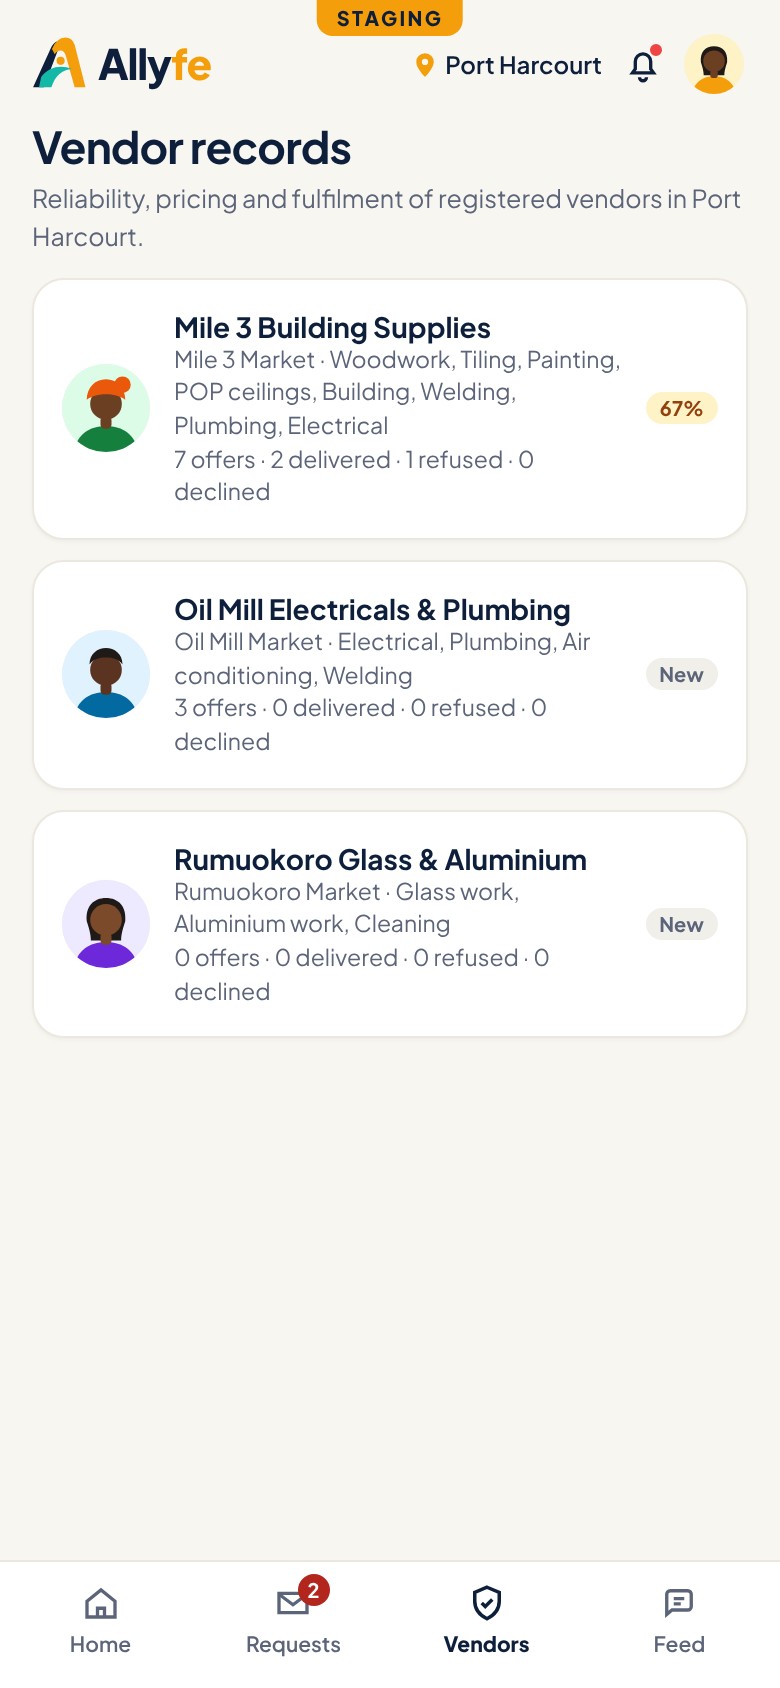 STAGING
Allyfe
Port Harcourt
Vendor records
Reliability, pricing and fulfilment of registered vendors in Port
Harcourt.
Mile 3 Building Supplies
Mile 3 Market · Woodwork, Tiling, Painting,
POP ceilings, Building, Welding,
Plumbing, Electrical
7 offers · 2 delivered · 1 refused · 0
declined
67%
Oil Mill Electricals & Plumbing
Oil Mill Market · Electrical, Plumbing, Air
conditioning, Welding
3 offers · 0 delivered · 0 refused · 0
declined
New
Rumuokoro Glass & Aluminium
Rumuokoro Market · Glass work,
Aluminium work, Cleaning
0 offers · 0 delivered · 0 refused · 0
declined
New
2
Home
Requests
Vendors
Feed